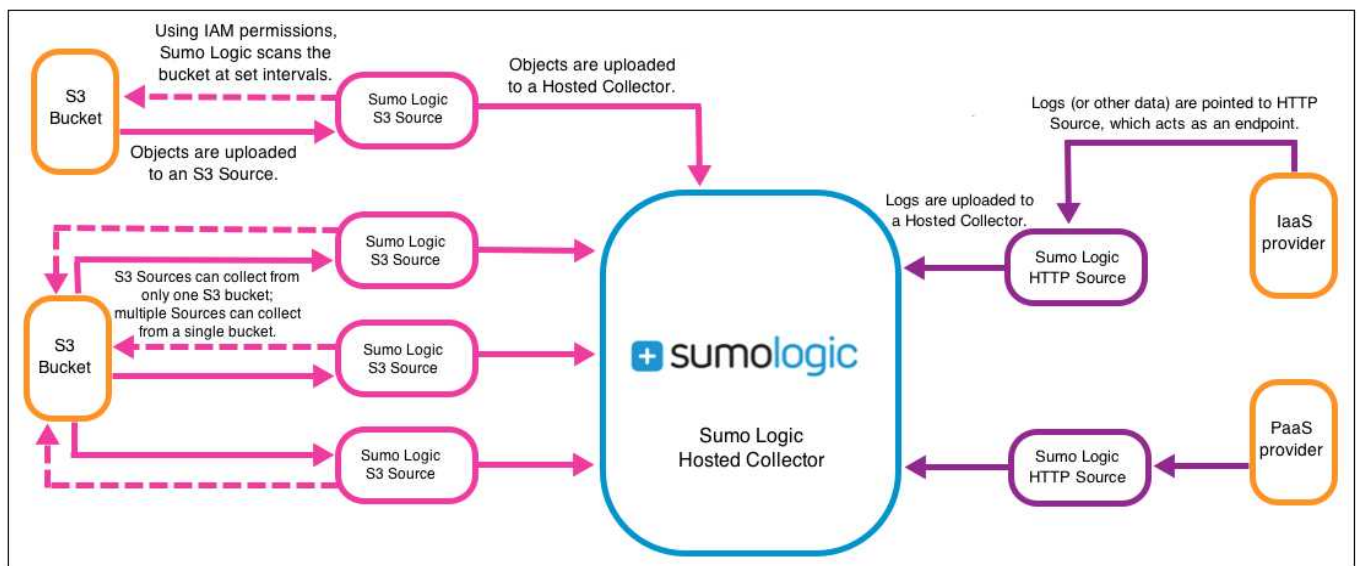 Using IAM permissions,
Sumo Logic scans the
bucket at set intervals.
S3
Bucket
Sumo Logic
S3 Source
Objects are uploaded
to an S3 Source.
Objects are uploaded
to a Hosted Collector.
Logs (or other data) are pointed to HTTP
Source, which acts as an endpoint.
Logs are uploaded to
a Hosted Collector.
IaaS
provider
Sumo Logic
HTTP Source
Sumo Logic
S3 Source
S3 Sources can collect from
only one S3 bucket;
multiple Sources can collect
from a single bucket.
S3
Bucket
Sumo Logic
S3 Source
Sumo Logic
S3 Source
sumologic
Sumo Logic
Hosted Collector
Sumo Logic
HTTP Source
PaaS
provider